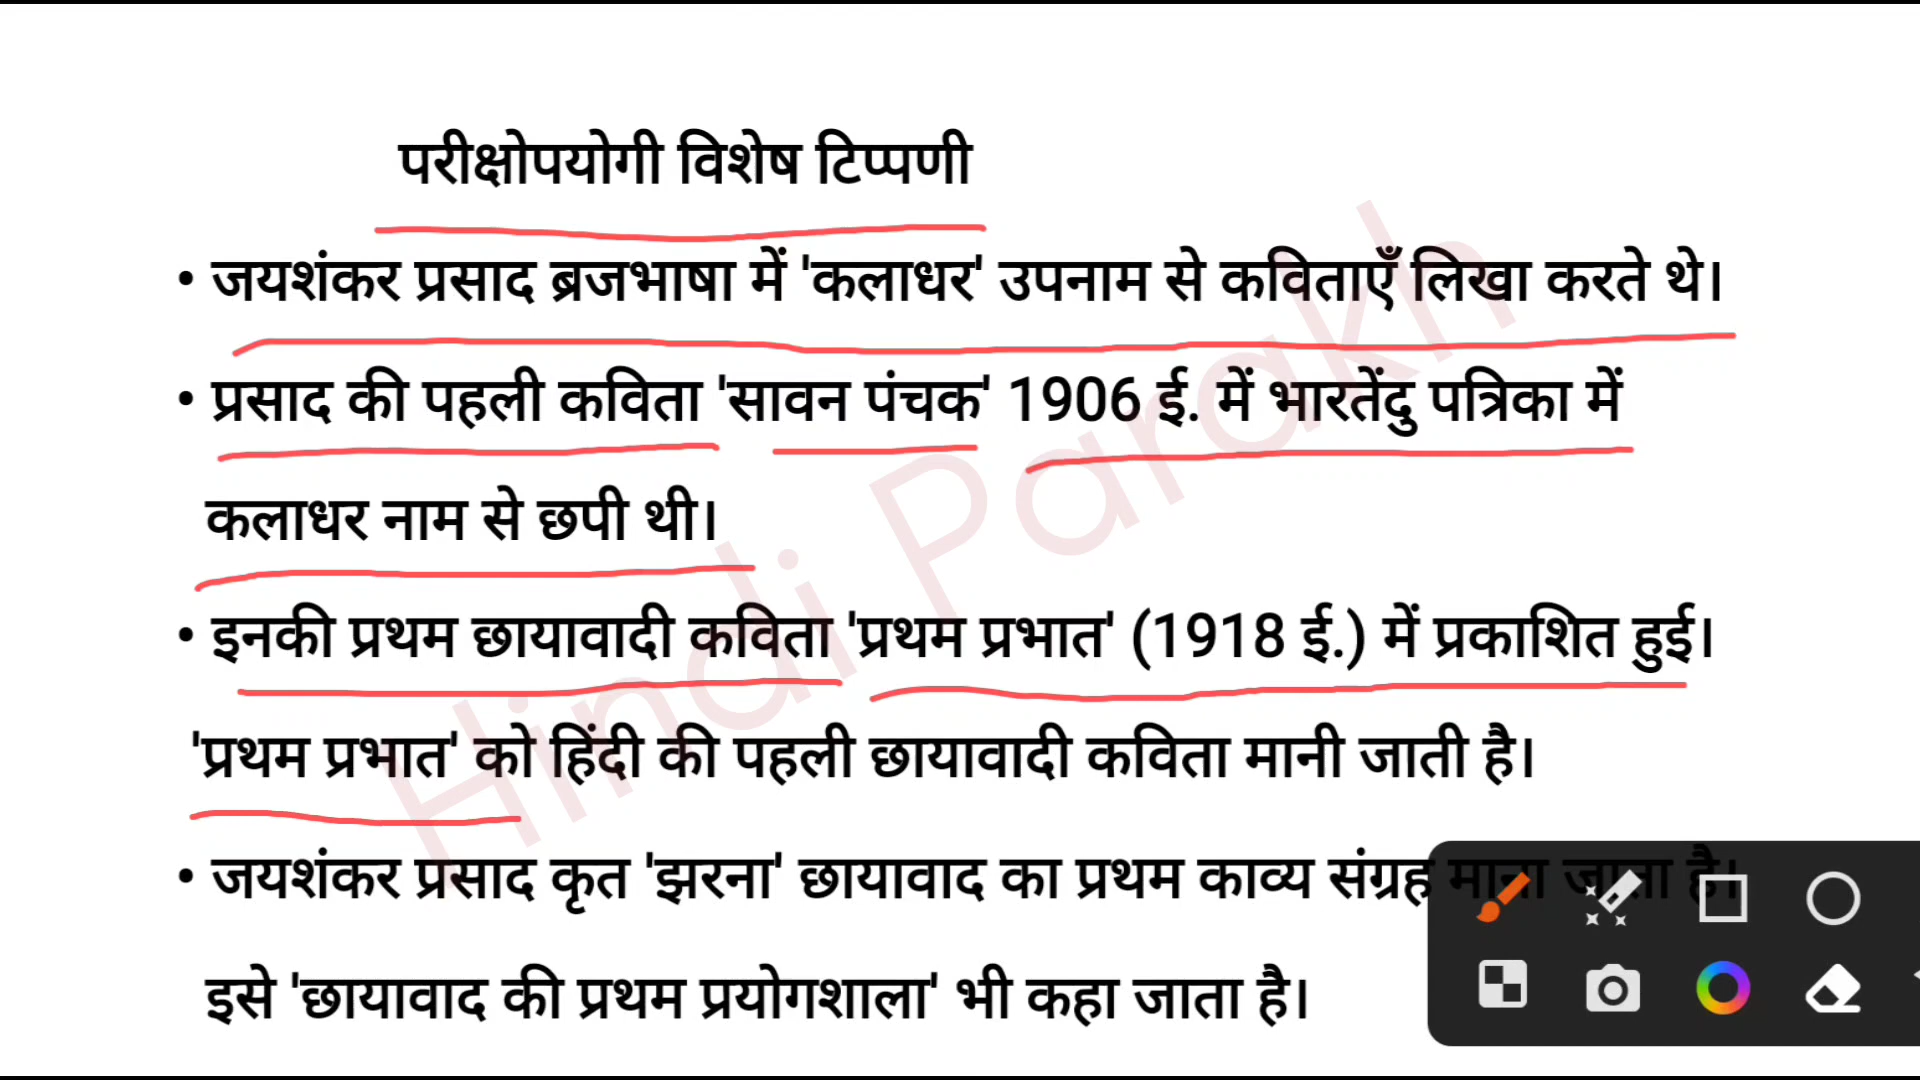 परीक्षोपयोगी विशेष टिप्पणी
• जयशंकर प्रसाद ब्रजभाषा में 'कलाधर' उपनाम से कविताएँ लिखा करते थे।
• प्रसाद की पहली कविता 'सावन पंचक' 1906 ई. में भारतेंदु पत्रिका में
कलाधर नाम से छपी थी।
• इनकी प्रथम छायावादी कविता 'प्रथम प्रभात' (1918 ई.) में प्रकाशित हुई।
'प्रथम प्रभात' को हिंदी की पहली छायावादी कविता मानी जाती है।
• जयशंकर प्रसाद कृत 'झरना' छायावाद का प्रथम काव्य संग्रह माना जाता है।
इसे 'छायावाद की प्रथम प्रयोगशाला' भी कहा जाता है।
Hindi Parakh